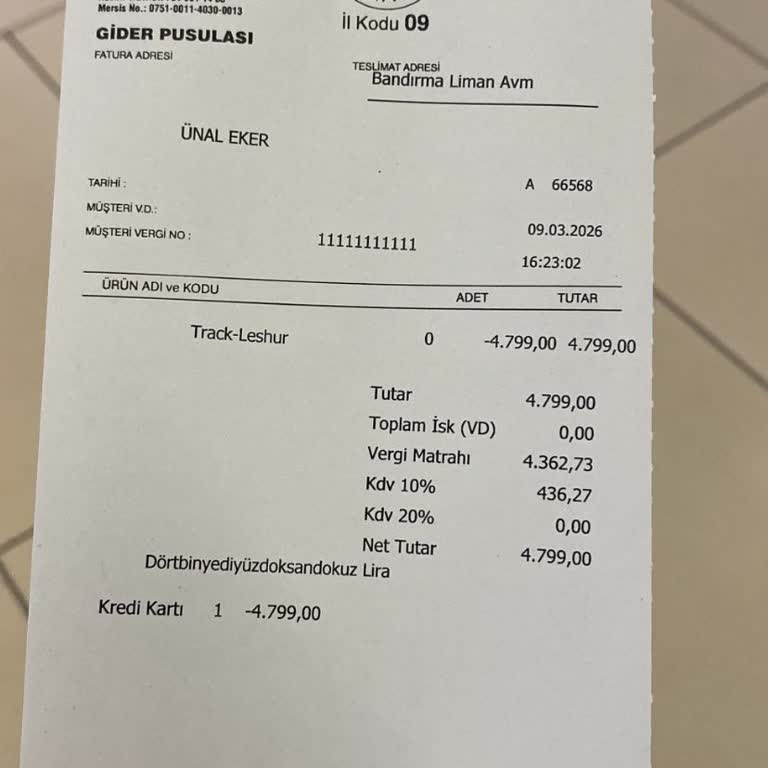 Mersis No.: 0751-0011-4030-0013
GİDER PUSULASI
FATURA ADRESİ
İl Kodu 09
TESLİMAT ADRESİ
Bandırma Liman Avm
ÜNAL EKER
TARİHİ :
A 66568
MÜŞTERİ V.D.:
09.03.2026
MÜŞTERİ VERGİ NO :
11111111111
16:23:02
ÜRÜN ADI ve KODU ADET TUTAR
Track-Leshur 0 -4.799,00 4.799,00
Tutar 4.799,00
Toplam İsk (VD) 0,00
Vergi Matrahı 4.362,73
Kdv 10% 436,27
Kdv 20% 0,00
Net Tutar 4.799,00
Dörtbinyediyüzdoksandokuz Lira
Kredi Kartı 1 -4.799,00